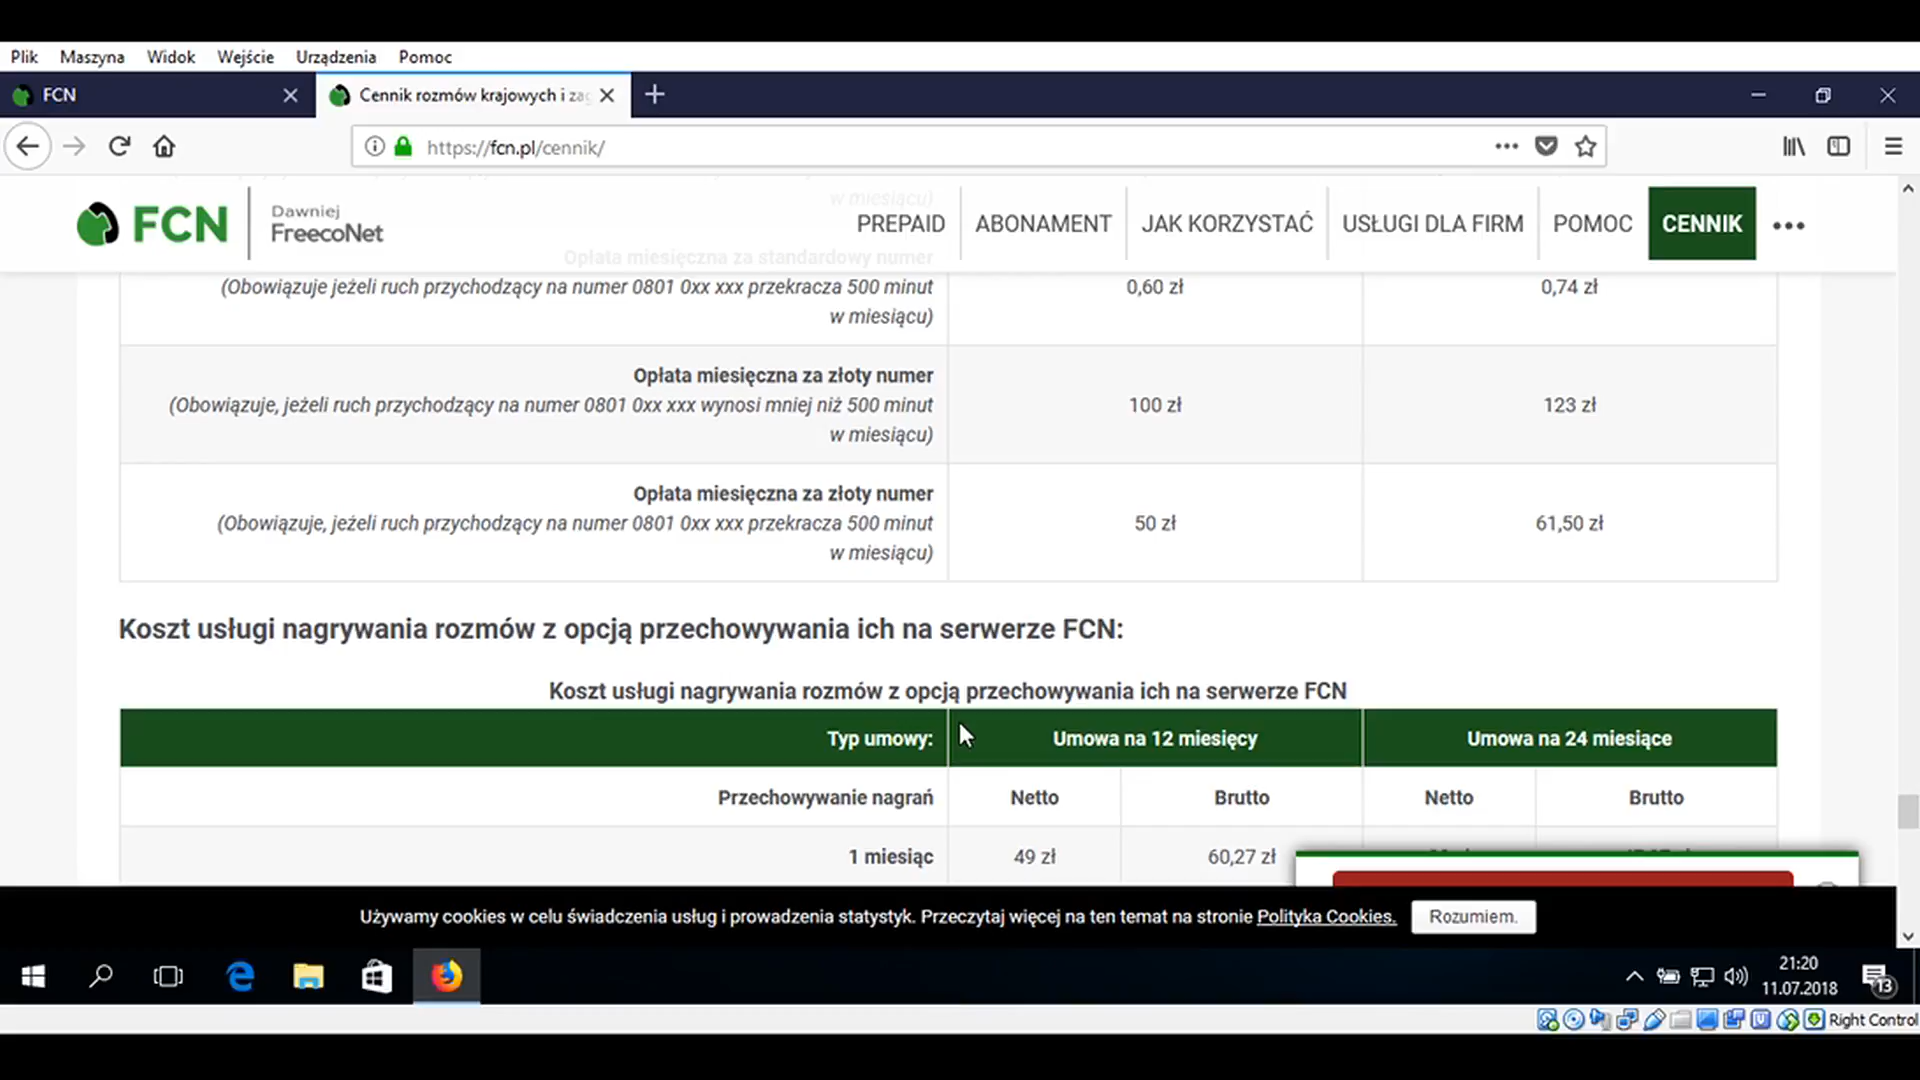 Plik Maszyna Widok Wejście Urządzenia Pomoc
FCN
Cennik rozmów krajowych i zag
https://fcn.pl/cennik/
w miesiącu)
FCN
Dawniej
FreecoNet
PREPAID ABONAMENT JAK KORZYSTAĆ USŁUGI DLA FIRM POMOC CENNIK
Opłata miesięczna za standardowy numer
(Obowiązuje jeżeli ruch przychodzący na numer 0801 0xx xxx przekracza 500 minut
w miesiącu)
0,60 zł
0,74 zł
Opłata miesięczna za złoty numer
(Obowiązuje, jeżeli ruch przychodzący na numer 0801 0xx xxx wynosi mniej niż 500 minut
w miesiącu)
100 zł
123 zł
Opłata miesięczna za złoty numer
(Obowiązuje, jeżeli ruch przychodzący na numer 0801 0xx xxx przekracza 500 minut
w miesiącu)
50 zł
61,50 zł
Koszt usługi nagrywania rozmów z opcją przechowywania ich na serwerze FCN:
Koszt usługi nagrywania rozmów z opcją przechowywania ich na serwerze FCN
Typ umowy: Umowa na 12 miesięcy Umowa na 24 miesiące
Przechowywanie nagrań Netto Brutto Netto Brutto
1 miesiąc 49 zł 60,27 zł
Używamy cookies w celu świadczenia usług i prowadzenia statystyk. Przeczytaj więcej na ten temat na stronie Polityka Cookies. Rozumiem.
21:20
11.07.2018
13
Right Control